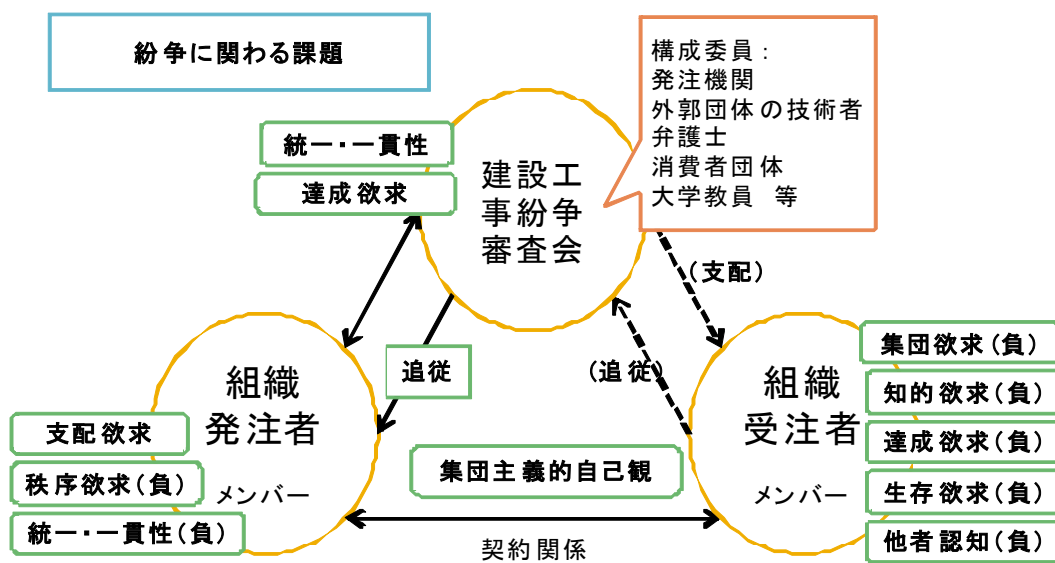 紛争に関わる課題
構成委員：
発注機関
外郭団体の技術者
弁護士
消費者団体
大学教員　等
統一・一貫性
達成欲求
建設工
事紛争
審査会
(支配)
追従
(追従)
組織
発注者
メンバー
支配欲求
秩序欲求(負)
統一・一貫性(負)
集団主義的自己観
契約関係
組織
受注者
メンバー
集団欲求(負)
知的欲求(負)
達成欲求(負)
生存欲求(負)
他者認知(負)